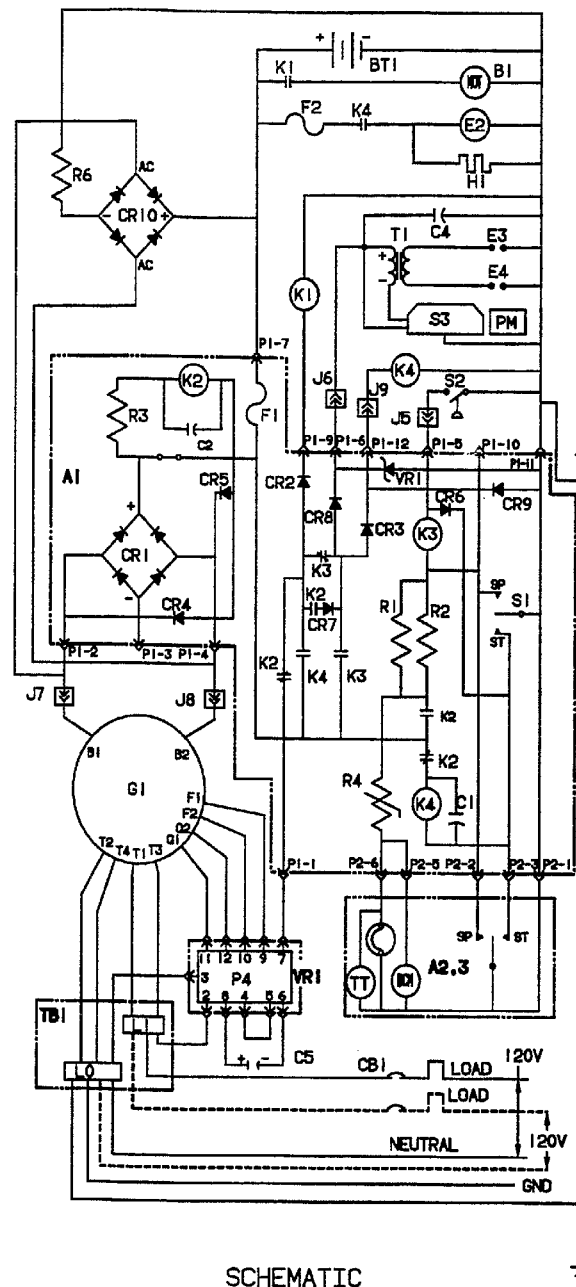 + -
BT1
K1
B1
F2
K4
E2
H1
R6
AC
- CR10 +
AC
C4
T1
E3
+
-
E4
K1
S3
PM
P1-7
J6
J9
K4
S2
J5
K2
R3
C2
F1
P1-9
P1-6
P1-12
P1-5
P1-10
P1-11
A1
CR5
CR2
VR1
CR8
CR6
CR9
+
CR1
-
CR3
K3
K3
CR4
K2
CR7
R1
R2
SP
S1
ST
P1-2
P1-3
P1-4
K2
K4
K3
K2
J7
J8
K2
B1
B2
G1
R4
K4
C1
F1
F2
Q2
Q1
T2
T4
T1
T3
P1-1
P2-6
P2-5
P2-2
P2-3
P2-1
11 12 10 9 7
3
P4
VR1
2 8 4 5 6
SP
ST
A2,3
TT
TB1
L1
+ -
C5
LO
CB1
LOAD
120V
LOAD
NEUTRAL
120V
GND
SCHEMATIC